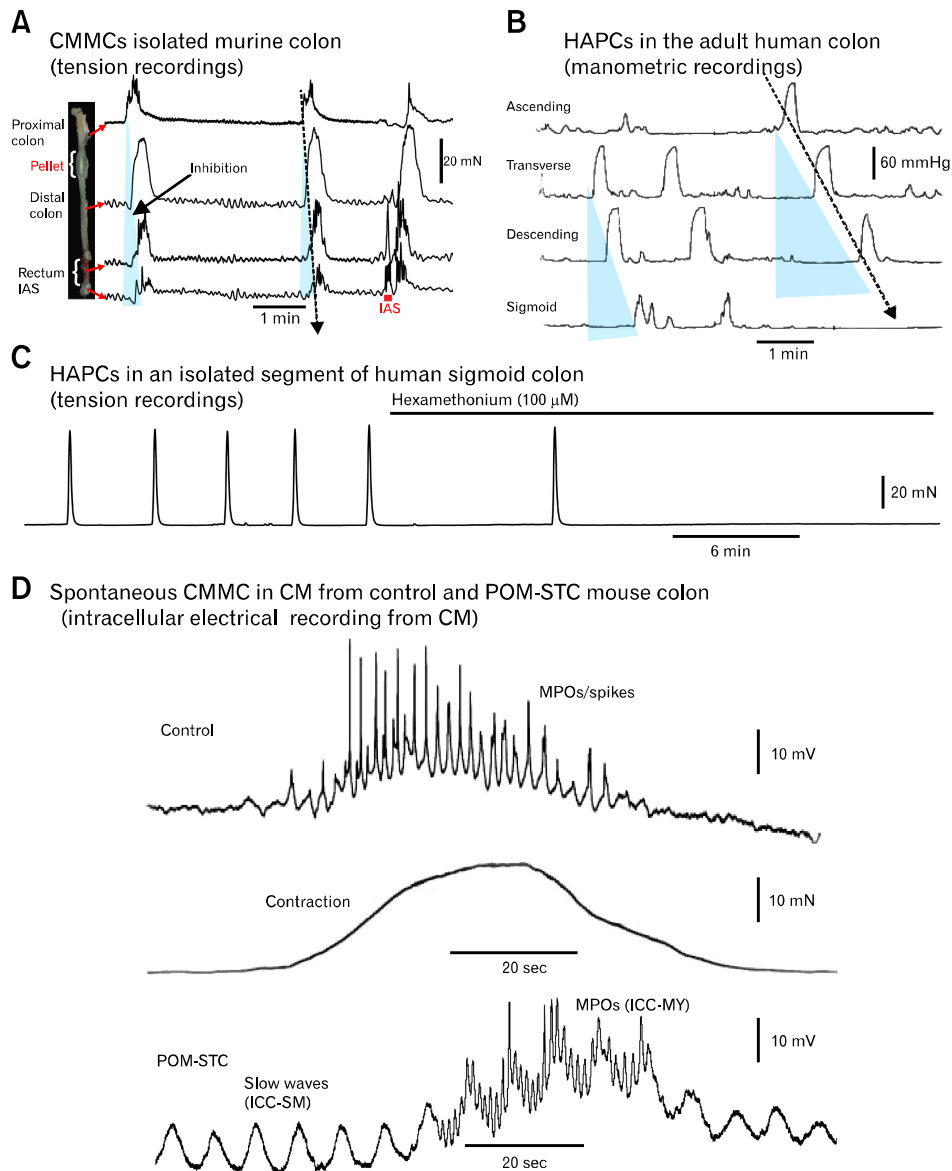 A
CMMCs isolated murine colon
(tension recordings)
Proximal
colon
Pellet
Distal
colon
Rectum
IAS
Inhibition
20 mN
1 min
IAS
B
HAPCs in the adult human colon
(manometric recordings)
Ascending
Transverse
Descending
Sigmoid
60 mmHg
1 min
C
HAPCs in an isolated segment of human sigmoid colon
(tension recordings)
Hexamethonium (100 µM)
20 mN
6 min
D
Spontaneous CMMC in CM from control and POM-STC mouse colon
(intracellular electrical recording from CM)
Control
MPOs/spikes
10 mV
Contraction
10 mN
20 sec
POM-STC
Slow waves
(ICC-SM)
MPOs (ICC-MY)
10 mV
20 sec